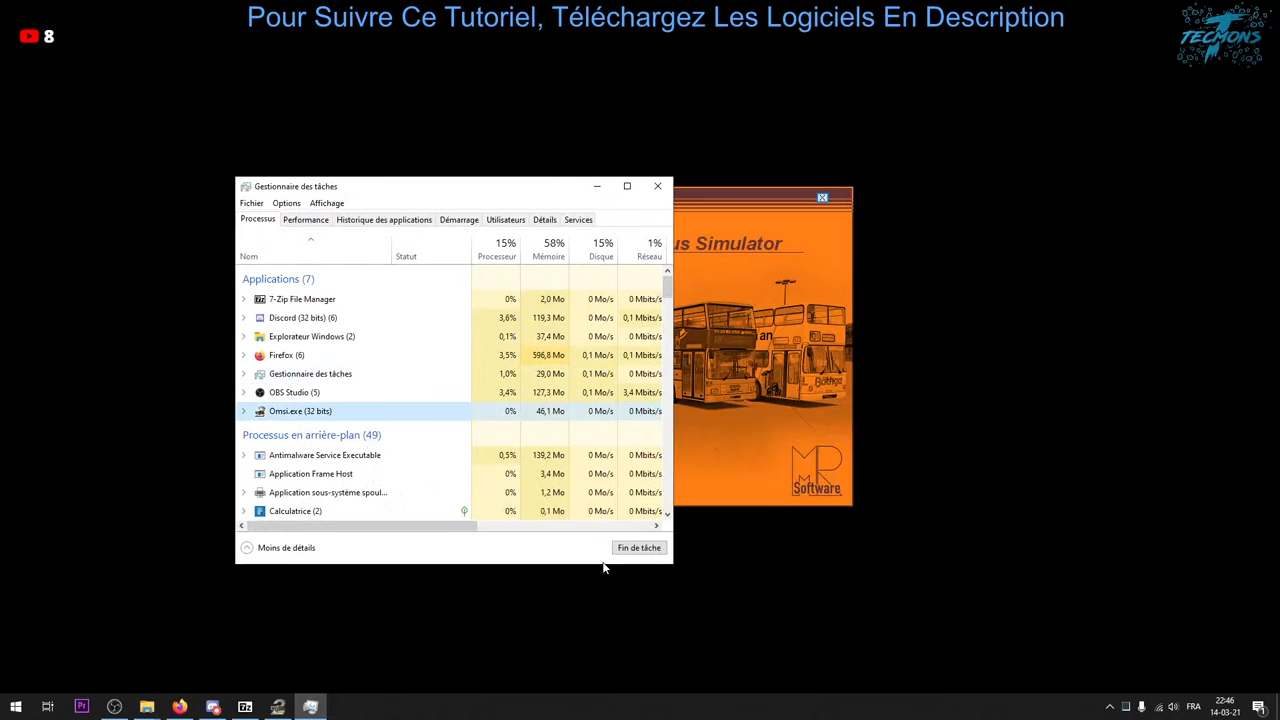 Pour Suivre Ce Tutoriel, Téléchargez Les Logiciels En Description
8
TECMONS
Gestionnaire des tâches
Fichier Options Affichage
Processus Performance Historique des applications Démarrage Utilisateurs Détails Services
15% 58% 15% 1%
Nom Statut Processeur Mémoire Disque Réseau
Applications (7)
7-Zip File Manager 0% 2,0 Mo 0 Mo/s 0 Mbits/s
Discord (32 bits) (6) 3,6% 119,3 Mo 0 Mo/s 0,1 Mbits/s
Explorateur Windows (2) 0,1% 37,4 Mo 0 Mo/s 0 Mbits/s
Firefox (6) 3,5% 596,8 Mo 0,1 Mo/s 0,1 Mbits/s
Gestionnaire des tâches 1,0% 29,0 Mo 0 Mo/s 0 Mbits/s
OBS Studio (5) 3,4% 127,3 Mo 0,1 Mo/s 3,4 Mbits/s
Omsi.exe (32 bits) 0% 46,1 Mo 0 Mo/s 0 Mbits/s
Processus en arrière-plan (49)
Antimalware Service Executable 0,5% 139,2 Mo 0 Mo/s 0 Mbits/s
Application Frame Host 0% 3,4 Mo 0 Mo/s 0 Mbits/s
Application sous-système spoul... 0% 1,2 Mo 0 Mo/s 0 Mbits/s
Calculatrice (2) 0% 0,1 Mo 0 Mo/s 0 Mbits/s
Moins de détails Fin de tâche
us Simulator
an
MR
Software
Pr
7z
FRA
22:46
14-03-21
1